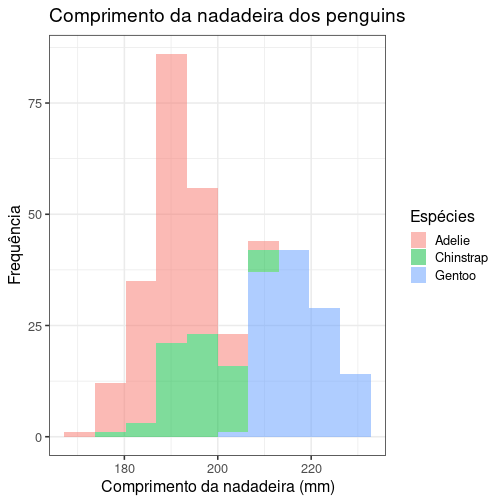 Comprimento da nadadeira dos penguins
Frequência
75
50
25
0
180
200
220
Comprimento da nadadeira (mm)
Espécies
Adelie
Chinstrap
Gentoo